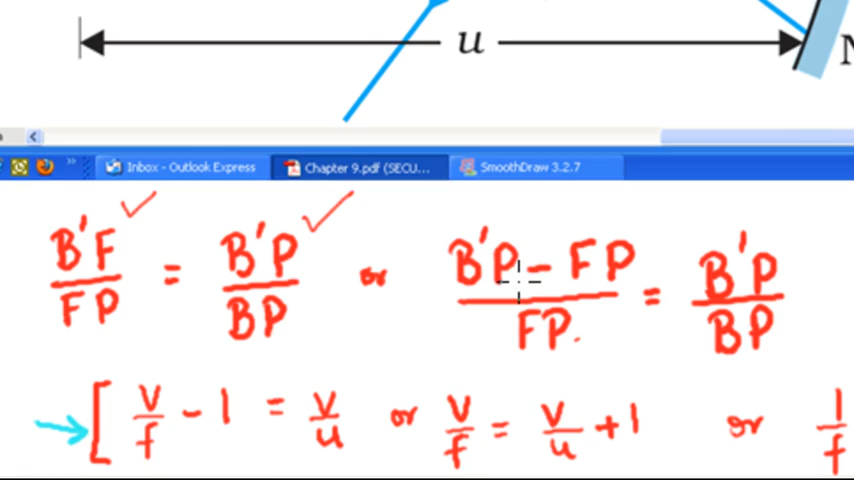 u
N
Inbox - Outlook Express Chapter 9.pdf (SECU... SmoothDraw 3.2.7
B'F/FP = B'P/BP or B'P - FP/FP. = B'P/BP
[ v/f - 1 = v/u or v/f = v/u + 1 or 1/f